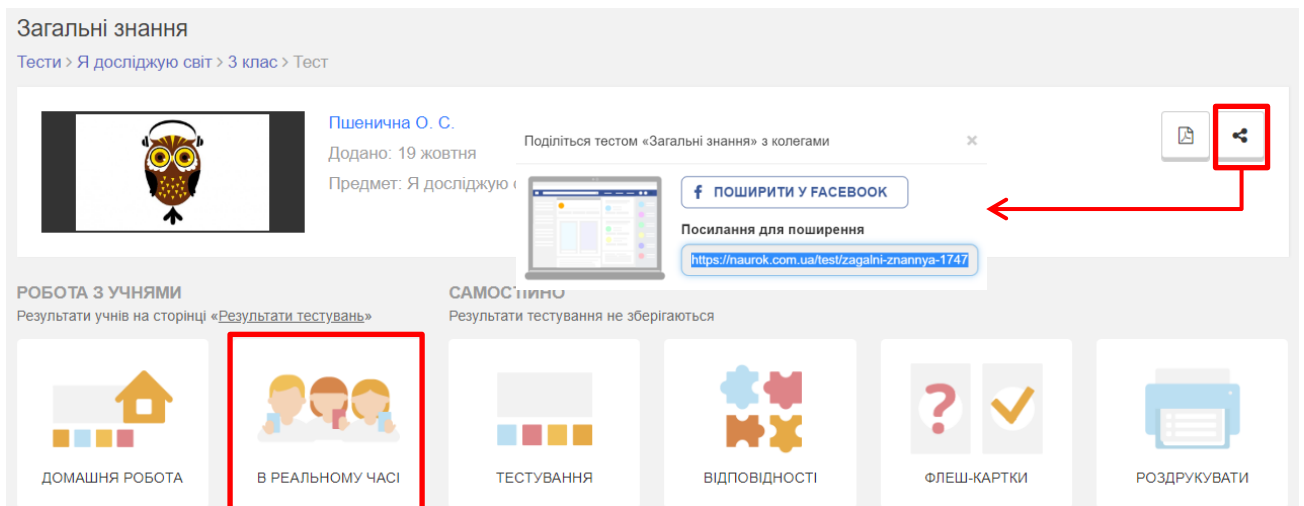 Загальні знання
Тести > Я досліджую світ > 3 клас > Тест
Пшенична О. С.
Додано: 19 жовтня
Предмет: Я досліджую
Поділіться тестом «Загальні знання» з колегами ×
f ПОШИРИТИ У FACEBOOK
Посилання для поширення
https://naurok.com.ua/test/zagalni-znannya-1747
РОБОТА З УЧНЯМИ
Результати учнів на сторінці «Результати тестувань»
САМОСТІЙНО
Результати тестування не зберігаються
ДОМАШНЯ РОБОТА
В РЕАЛЬНОМУ ЧАСІ
ТЕСТУВАННЯ
ВІДПОВІДНОСТІ
ФЛЕШ-КАРТКИ
РОЗДРУКУВАТИ